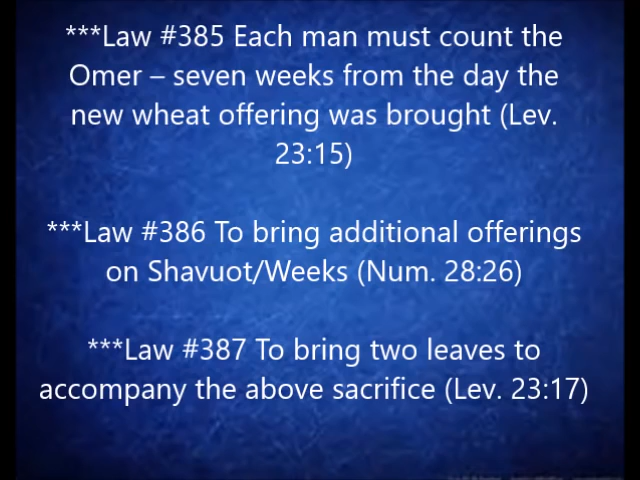 ***Law #385 Each man must count the
Omer – seven weeks from the day the
new wheat offering was brought (Lev.
23:15)
***Law #386 To bring additional offerings
on Shavuot/Weeks (Num. 28:26)
***Law #387 To bring two leaves to
accompany the above sacrifice (Lev. 23:17)